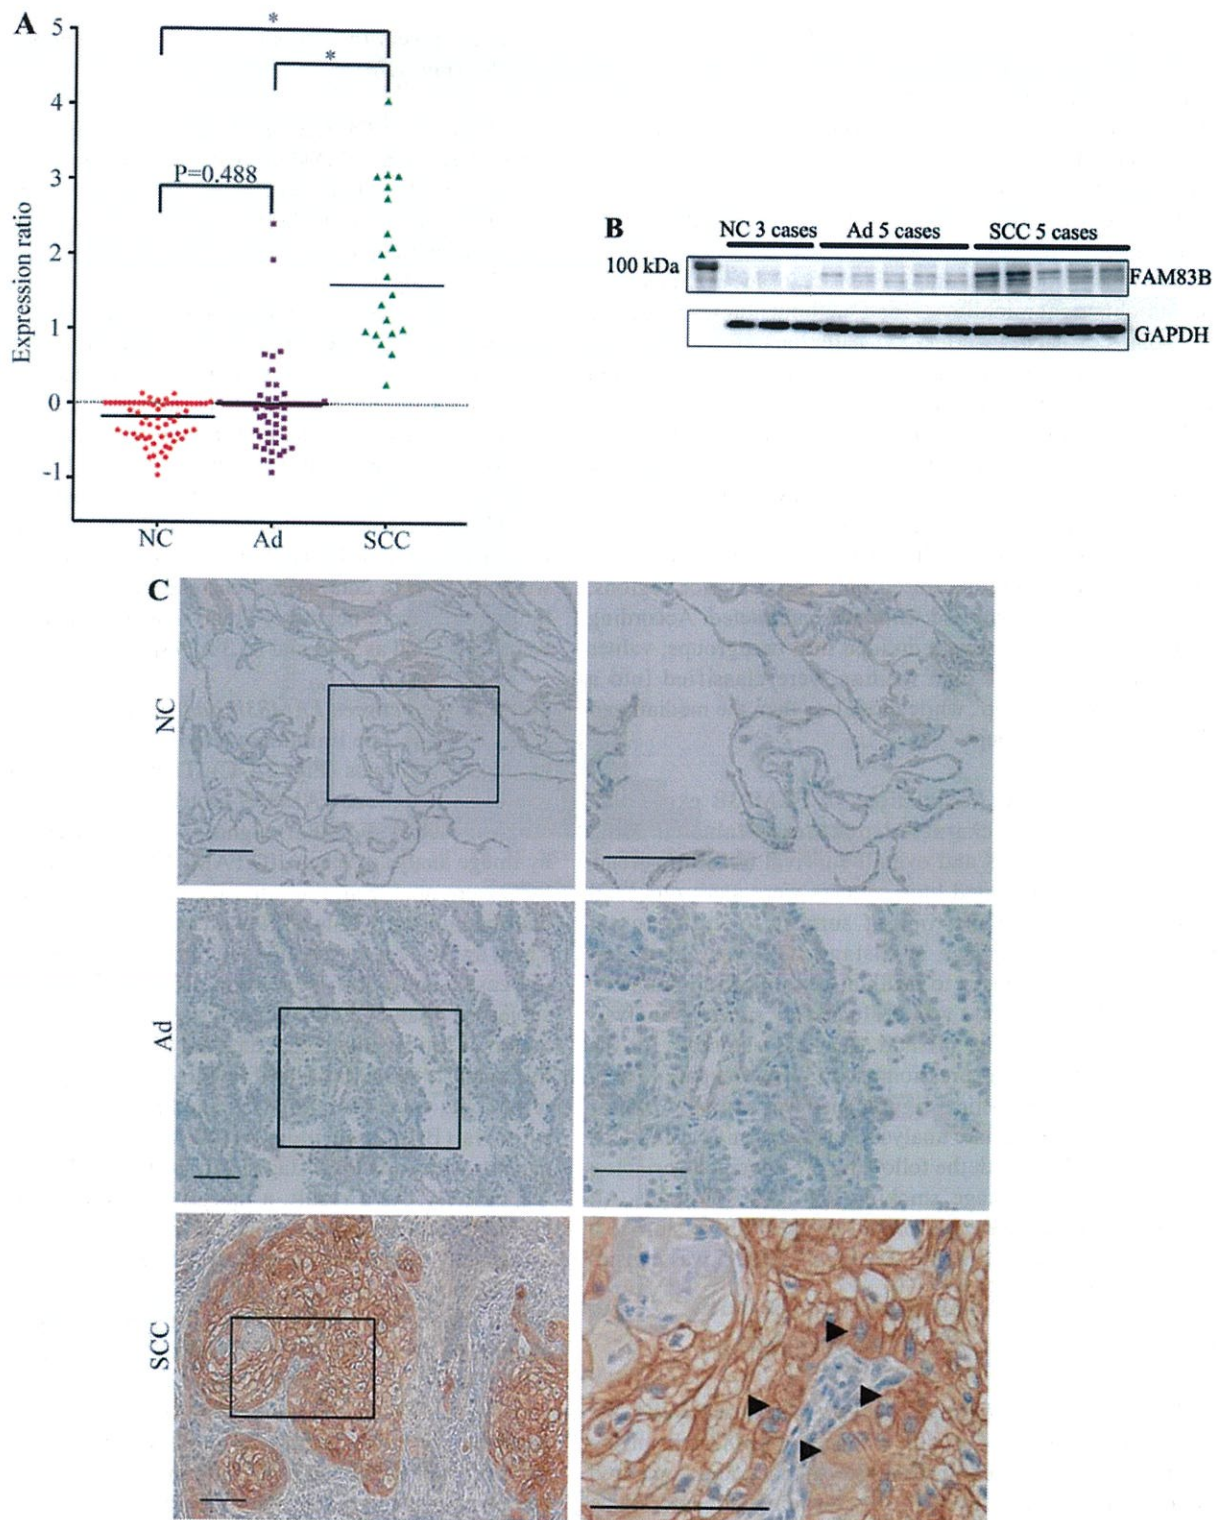 A
5
4
3
2
1
0
-1
Expression ratio
*
*
P=0.488
NC Ad SCC
B
NC 3 cases Ad 5 cases SCC 5 cases
100 kDa
FAM83B
GAPDH
C
NC
Ad
SCC